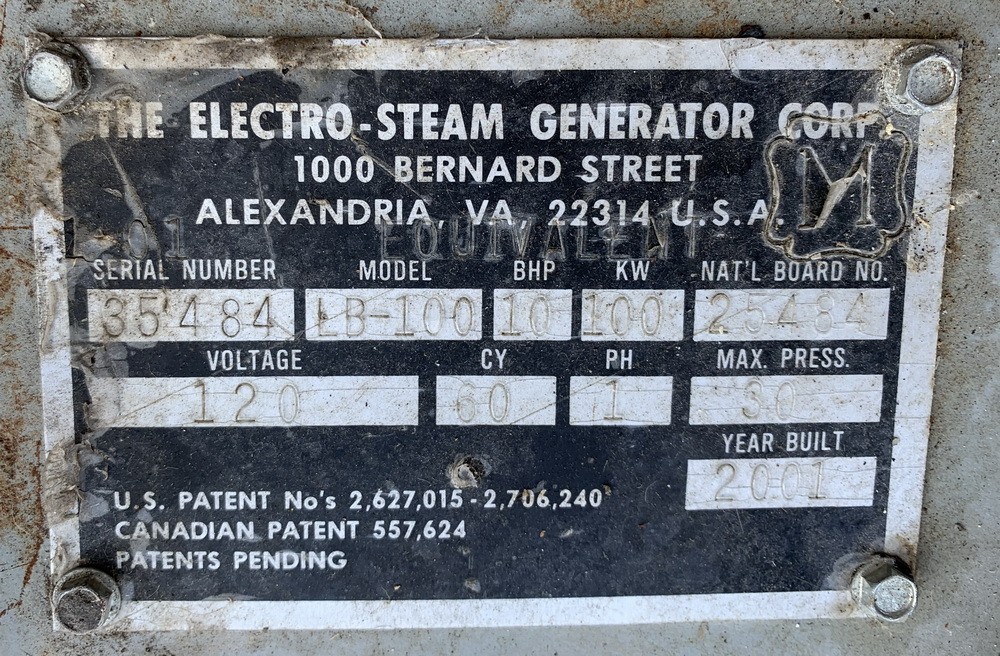 THE ELECTRO-STEAM GENERATOR CORP.
1000 BERNARD STREET
ALEXANDRIA, VA, 22314 U.S.A.
M
01 EQUIVALENT
SERIAL NUMBER MODEL BHP KW NAT'L BOARD NO.
35484 LB-100 10 100 25484
VOLTAGE CY PH MAX. PRESS.
120 60 1 30
YEAR BUILT
2001
U.S. PATENT No's 2,627,015-2,706,240
CANADIAN PATENT 557,624
PATENTS PENDING